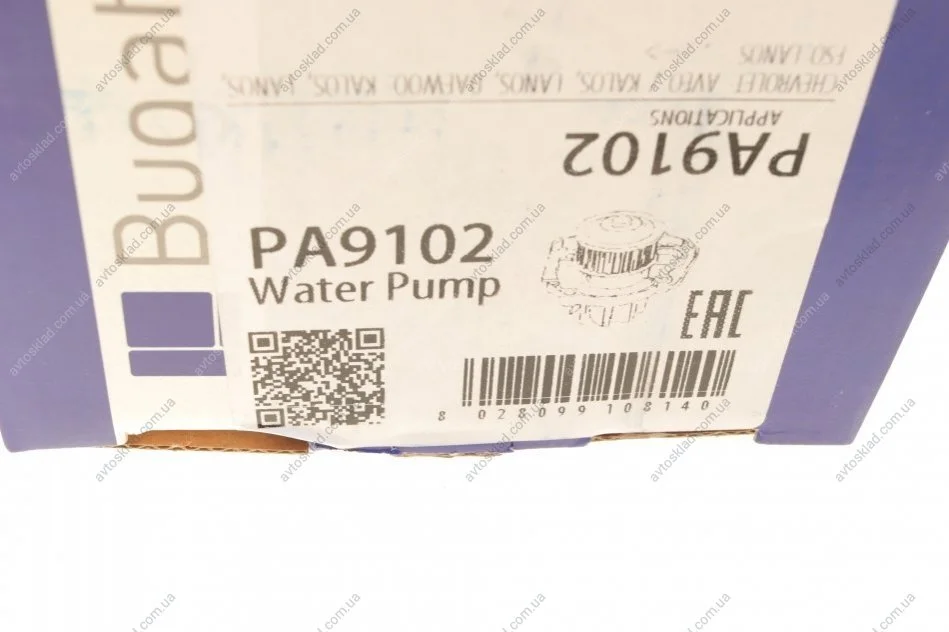 PA9102
Water Pump
EAC
8 028099 108140
PA9102
APPLICATIONS
CHEVROLET AVEO, KALOS, LANOS, DAEWOO KALOS, LANOS,
FSO LANOS
avtosklad.com.ua